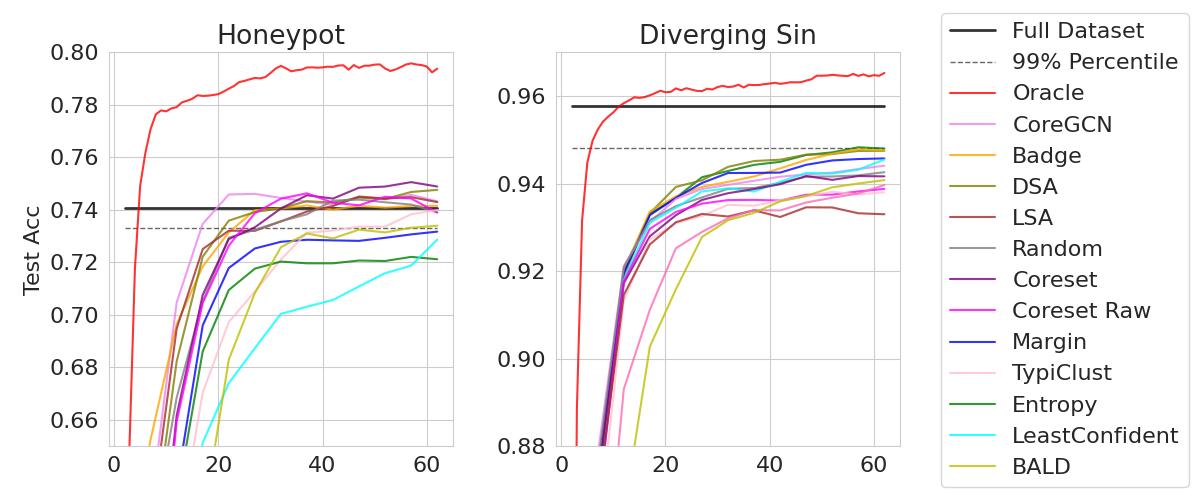 Honeypot
Diverging Sin
Test Acc
0.80
0.78
0.76
0.74
0.72
0.70
0.68
0.66
0 20 40 60
0.96
0.94
0.92
0.90
0.88
0 20 40 60
Full Dataset
99% Percentile
Oracle
CoreGCN
Badge
DSA
LSA
Random
Coreset
Coreset Raw
Margin
TypiClust
Entropy
LeastConfident
BALD